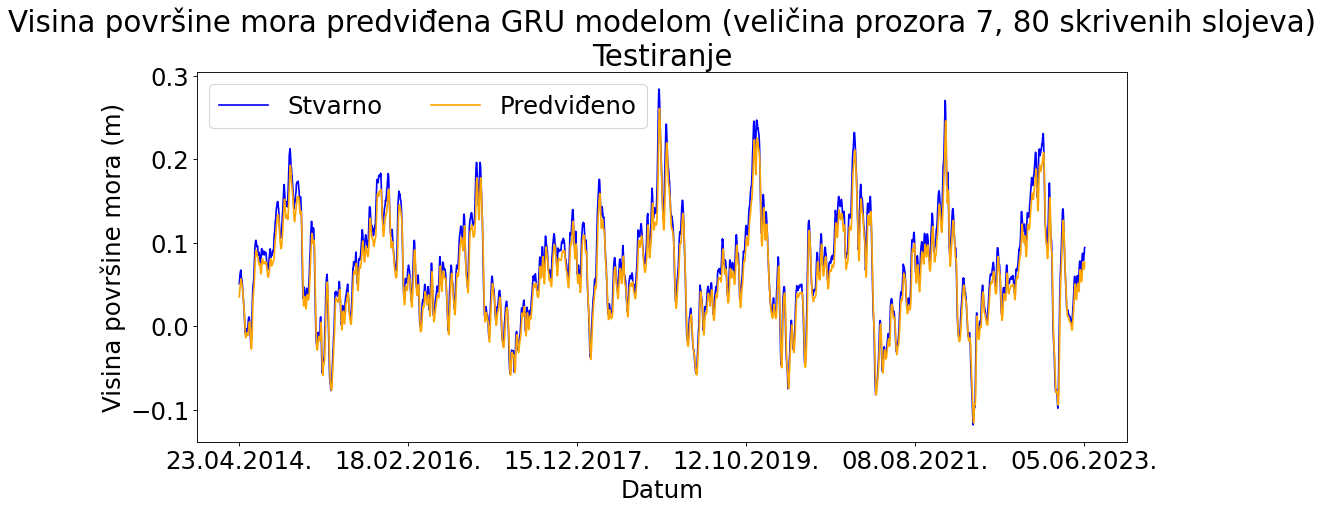 Visina površine mora predviđena GRU modelom (veličina prozora 7, 80 skrivenih slojeva)
Testiranje
Stvarno
Predviđeno
Visina površine mora (m)
0.3
0.2
0.1
0.0
−0.1
23.04.2014.
18.02.2016.
15.12.2017.
12.10.2019.
08.08.2021.
05.06.2023.
Datum